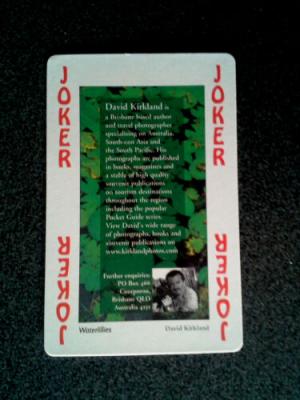 JOKER
JOKER
David Kirkland is
a Brisbane based author
and travel photographer
specialising on Australia,
South-east Asia and
the South Pacific. His
photographs are published
in books, magazines and
a stable of high quality
souvenir publications
on tourism destinations
throughout the region
including the popular
Pocket Guide series.
View David's wide range
of photographs, books and
souvenir publications on
www.kirklandphotos.com
Further enquiries:
PO Box 466
Brisbane QLD
Australia
JOKER
JOKER
Waterlilies
David Kirkland